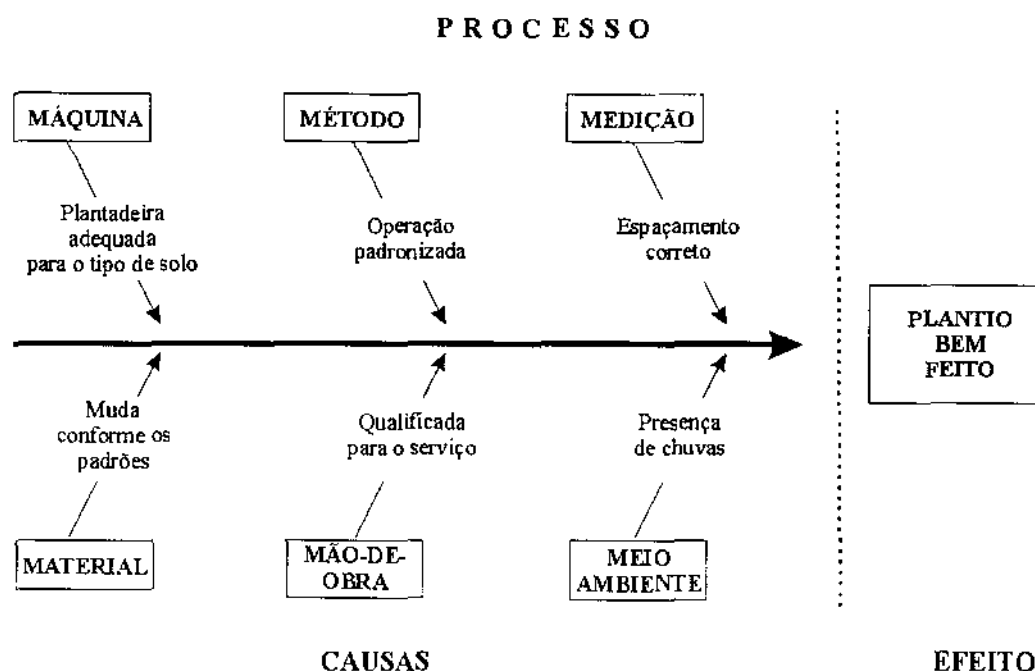 PROCESSO
MÁQUINA
MÉTODO
MEDIÇÃO
Plantadeira
adequada
para o tipo de solo
Operação
padronizada
Espaçamento
correto
PLANTIO
BEM
FEITO
Muda
conforme os
padrões
Qualificada
para o serviço
Presença
de chuvas
MATERIAL
MÃO-DE-
OBRA
MEIO
AMBIENTE
CAUSAS
EFEITO